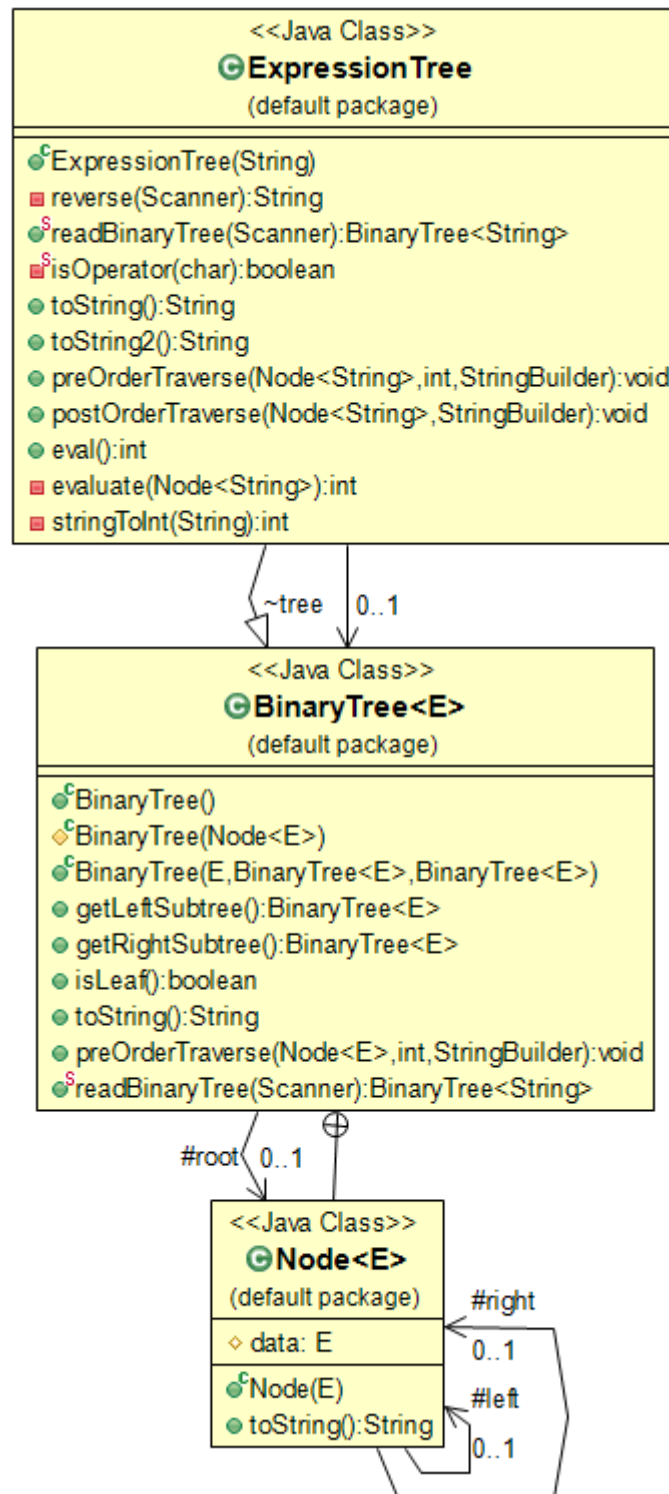 <<Java Class>>
ExpressionTree
(default package)
ExpressionTree(String)
reverse(Scanner):String
readBinaryTree(Scanner):BinaryTree<String>
isOperator(char):boolean
toString():String
toString2():String
preOrderTraverse(Node<String>,int,StringBuilder):void
postOrderTraverse(Node<String>,StringBuilder):void
eval():int
evaluate(Node<String>):int
stringToInt(String):int
~tree 0..1
<<Java Class>>
BinaryTree<E>
(default package)
BinaryTree()
BinaryTree(Node<E>)
BinaryTree(E,BinaryTree<E>,BinaryTree<E>)
getLeftSubtree():BinaryTree<E>
getRightSubtree():BinaryTree<E>
isLeaf():boolean
toString():String
preOrderTraverse(Node<E>,int,StringBuilder):void
readBinaryTree(Scanner):BinaryTree<String>
#root 0..1
<<Java Class>>
Node<E>
(default package)
data: E
Node(E)
toString():String
#right
0..1
#left
0..1